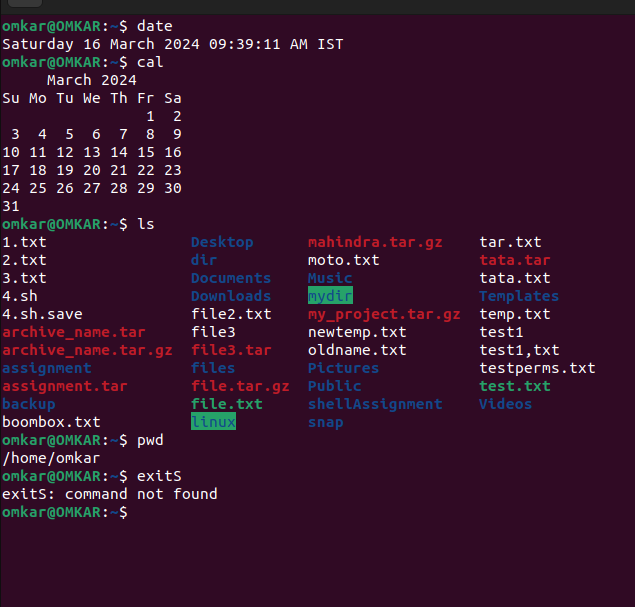 omkar@OMKAR:~$ date
Saturday 16 March 2024 09:39:11 AM IST
omkar@OMKAR:~$ cal
     March 2024
Su Mo Tu We Th Fr Sa
                1  2
 3  4  5  6  7  8  9
10 11 12 13 14 15 16
17 18 19 20 21 22 23
24 25 26 27 28 29 30
31
omkar@OMKAR:~$ ls
1.txt                Desktop      mahindra.tar.gz    tar.txt
2.txt                dir          moto.txt           tata.tar
3.txt                Documents    Music              tata.txt
4.sh                 Downloads    mydir              Templates
4.sh.save            file2.txt    my_project.tar.gz  temp.txt
archive_name.tar     file3        newtemp.txt        test1
archive_name.tar.gz  file3.tar    oldname.txt        test1,txt
assignment           files        Pictures           testperms.txt
assignment.tar       file.tar.gz  Public             test.txt
backup               file.txt     shellAssignment    Videos
boombox.txt          linux        snap
omkar@OMKAR:~$ pwd
/home/omkar
omkar@OMKAR:~$ exitS
exitS: command not found
omkar@OMKAR:~$